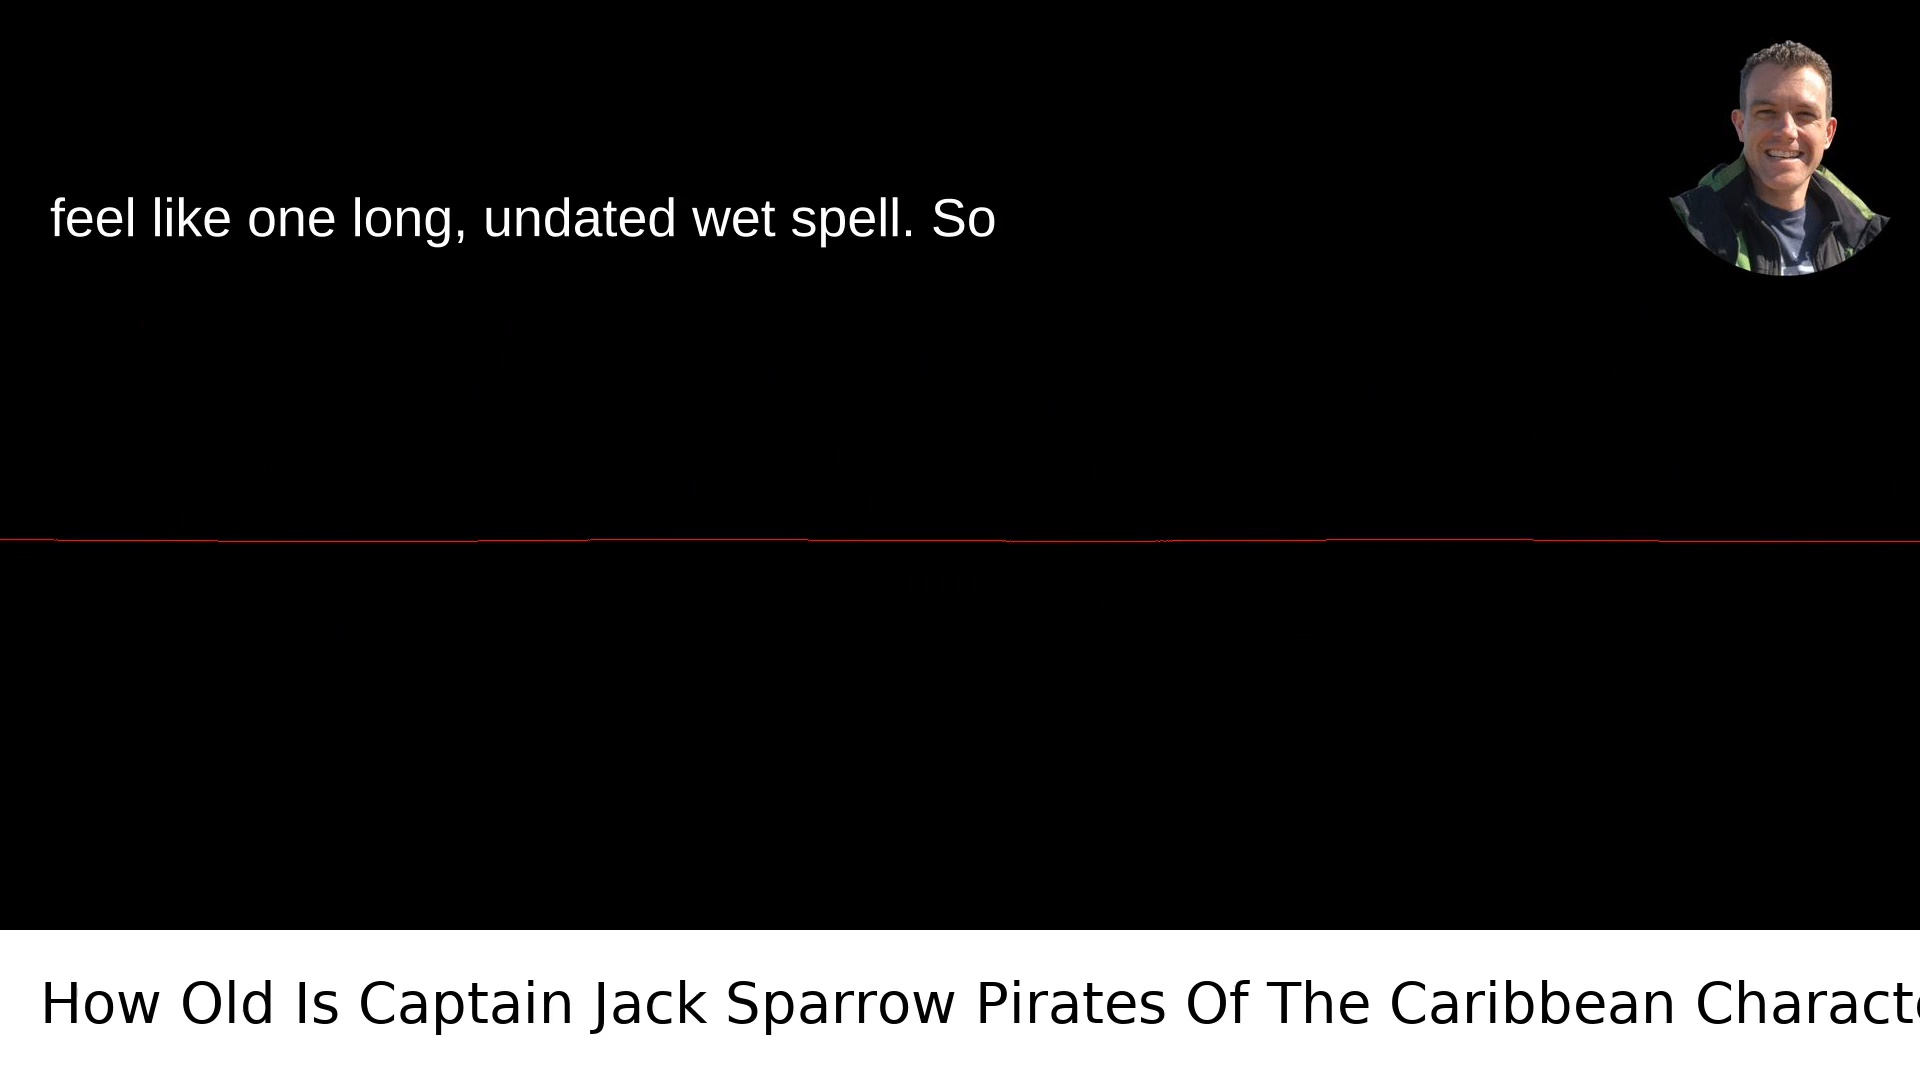 feel like one long, undated wet spell. So
How Old Is Captain Jack Sparrow Pirates Of The Caribbean Characte